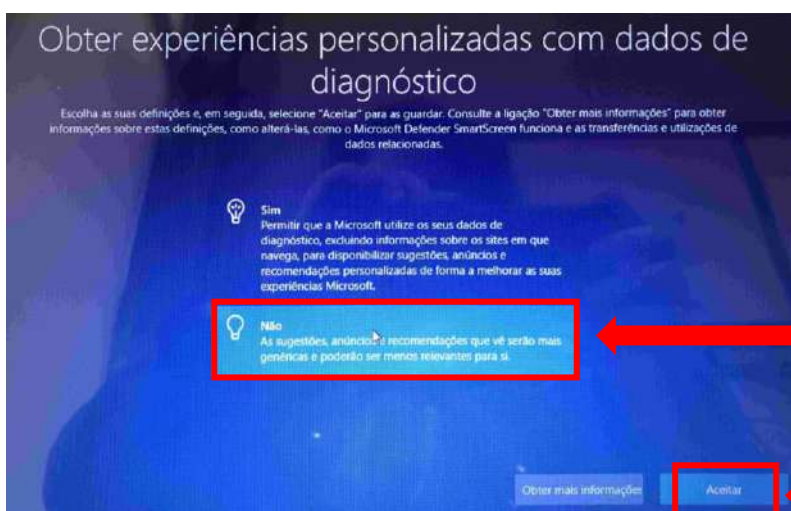 Obter experiências personalizadas com dados de
diagnóstico
Escolha as suas definições e, em seguida, selecione "Aceitar" para as guardar. Consulte a ligação "Obter mais informações" para obter
informações sobre estas definições, como alterá-las, como o Microsoft Defender SmartScreen funciona e as transferências e utilizações de
dados relacionadas.
Sim
Permitir que a Microsoft utilize os seus dados de
diagnóstico, excluindo informações sobre os sites em que
navega, para disponibilizar sugestões, anúncios e
recomendações personalizadas de forma a melhorar as suas
experiências Microsoft.
Não
As sugestões, anúncios e recomendações que vê serão mais
genéricas e poderão ser menos relevantes para si.
Obter mais informações
Aceitar